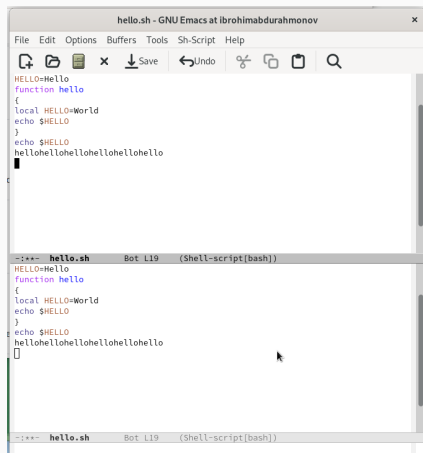 hello.sh - GNU Emacs at ibrohimabdurahmonov
File Edit Options Buffers Tools Sh-Script Help
Save Undo
HELLO=Hello
function hello
{
local HELLO=World
echo $HELLO
}
echo $HELLO
hellohellohellohellohellohello
-:**- hello.sh Bot L19 (Shell-script[bash])
HELLO=Hello
function hello
{
local HELLO=World
echo $HELLO
}
echo $HELLO
hellohellohellohellohellohello
-:**- hello.sh Bot L19 (Shell-script[bash])